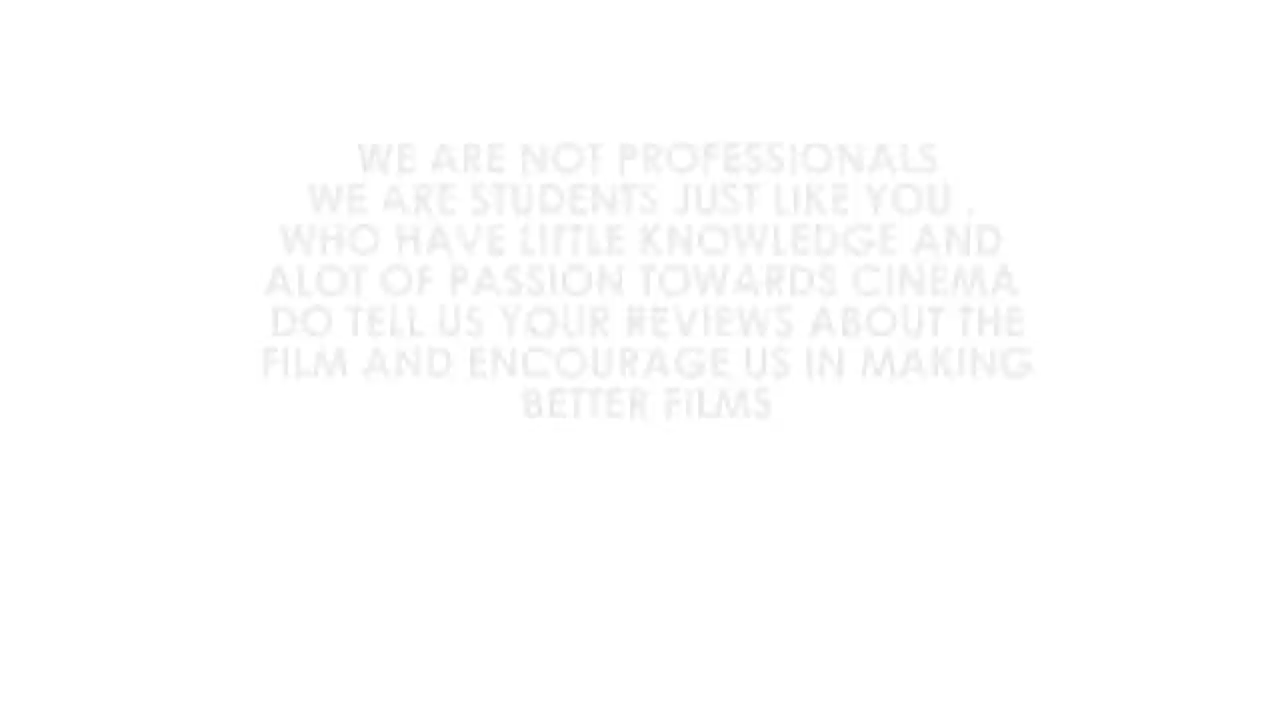 WE ARE NOT PROFESSIONALS
WE ARE STUDENTS JUST LIKE YOU ,
WHO HAVE LITTLE KNOWLEDGE AND
ALOT OF PASSION TOWARDS CINEMA
DO TELL US YOUR REVIEWS ABOUT THE
FILM AND ENCOURAGE US IN MAKING
BETTER FILMS